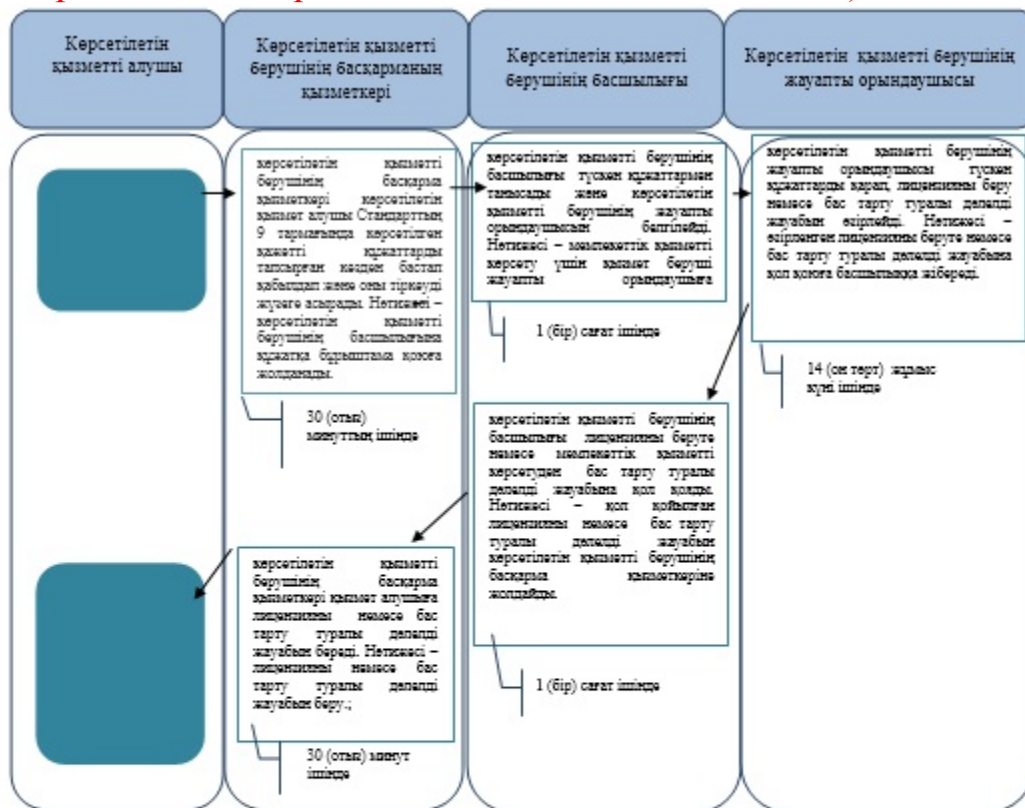 Көрсетілетін
қызметті алушы
Көрсетілетін қызметті
берушінің басқарманың
қызметкері
Көрсетілетін қызметті
берушінің басшылығы
Көрсетілетін қызметті берушінің
жауапты орындаушысы
көрсетілетін қызметті
берушінің басқарма
қызметкері көрсетілетін
қызмет алушы Стандарттың
9 тармағында көрсетілген
қажетті құжаттарды
тапсырған кезден бастап
қабылдап және оны тіркеуді
жүзеге асырады. Нәтижесі –
көрсетілетін қызметті
берушінің басшылығына
құжатқа бұрыштама қоюға
жолданады.
30 (отыз)
минуттың ішінде
көрсетілетін қызметті берушінің
басшылығы түскен құжаттармен
танысады және көрсетілетін
қызметті берушінің жауапты
орындаушысын белгілейді.
Нәтижесі – мемлекеттік қызметті
көрсету үшін қызмет беруші
жауапты орындаушыға
1 (бір) сағат ішінде
көрсетілетін қызметті берушінің
жауапты орындаушысы түскен
құжаттарды қарап, лицензияны беру
немесе бас тарту туралы дәлелді
жауабын әзірлейді. Нәтижесі –
әзірленген лицензияны беруге немесе
бас тарту туралы дәлелді жауабына
қол қоюға басшылыққа жібереді.
14 (он төрт) жұмыс
күні ішінде
көрсетілетін қызметті берушінің
басшылығы лицензияны беруге
немесе мемлекеттік қызметті
көрсетуден бас тарту туралы
дәлелді жауабына қол қояды.
Нәтижесі – қол қойылған
лицензияны немесе бас тарту
туралы дәлелді жауабын
көрсетілетін қызметті берушінің
басқарма қызметкеріне
жолдайды.
1 (бір) сағат ішінде
көрсетілетін қызметті
берушінің басқарма
қызметкері қызмет алушыға
лицензияны немесе бас
тарту туралы дәлелді
жауабын береді. Нәтижесі –
лицензияны немесе бас
тарту туралы дәлелді
жауабын беру.;
30 (отыз) минут
ішінде